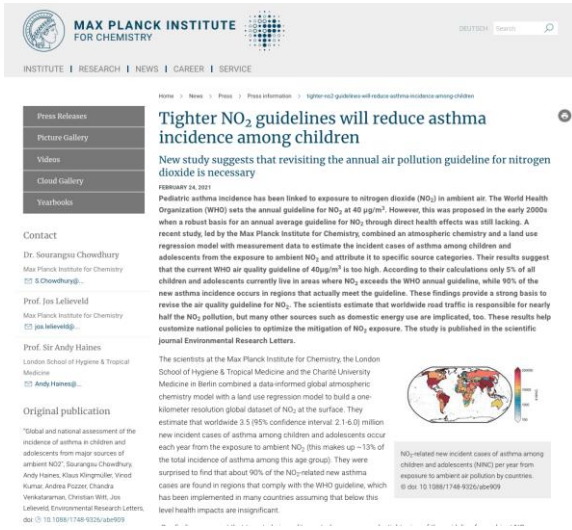 MAX PLANCK INSTITUTE
FOR CHEMISTRY
DEUTSCH
Search
INSTITUTE | RESEARCH | NEWS | CAREER | SERVICE
Home > News > Press > Press information > tighter no2 guidelines will reduce asthma incidence among children
Press Releases
Picture Gallery
Videos
Cloud Gallery
Yearbooks
Contact
Dr. Sourangsu Chowdhury
Max Planck Institute for Chemistry
S.Chowdhury@...
Prof. Jos Lelieveld
Max Planck Institute for Chemistry
jos.lelieveld@...
Prof. Sir Andy Haines
London School of Hygiene & Tropical
Medicine
Andy.Haines@...
Original publication
"Global and national assessment of the
incidence of asthma in children and
adolescents from major sources of
ambient NO2", Sourangsu Chowdhury,
Andy Haines, Klaus Klingmüller, Vinod
Kumar, Andrea Pozzer, Chandra
Venkataraman, Christian Witt, Jos
Lelieveld, Environmental Research Letters,
doi 10.1088/1748-9326/abe909
Tighter NO₂ guidelines will reduce asthma
incidence among children
New study suggests that revisiting the annual air pollution guideline for nitrogen
dioxide is necessary
FEBRUARY 24, 2021
Pediatric asthma incidence has been linked to exposure to nitrogen dioxide (NO₂) in ambient air. The World Health
Organization (WHO) sets the annual guideline for NO₂ at 40 µg/m³. However, this was proposed in the early 2000s
when a robust basis for an annual average guideline for NO₂ through direct health effects was still lacking. A
recent study, led by the Max Planck Institute for Chemistry, combined an atmospheric chemistry and a land use
regression model with measurement data to estimate the incident cases of asthma among children and
adolescents from the exposure to ambient NO₂ and attribute it to specific source categories. Their results suggest
that the current WHO air quality guideline of 40µg/m³ is too high. According to their calculations only 5% of all
children and adolescents currently live in areas where NO₂ exceeds the WHO annual guideline, while 90% of the
new asthma incidence occurs in regions that actually meet the guideline. These findings provide a strong basis to
revise the air quality guideline for NO₂. The scientists estimate that worldwide road traffic is responsible for nearly
half the NO₂ pollution, but many other sources such as domestic energy use are implicated, too. These results help
customize national policies to optimize the mitigation of NO₂ exposure. The study is published in the scientific
journal Environmental Research Letters.
The scientists at the Max Planck Institute for Chemistry, the London
School of Hygiene & Tropical Medicine and the Charité University
Medicine in Berlin combined a data-informed global atmospheric
chemistry model with a land use regression model to build a one-
kilometer resolution global dataset of NO₂ at the surface. They
estimate that worldwide 3.5 (95% confidence interval: 2.1-6.0) million
new incident cases of asthma among children and adolescents occur
each year from the exposure to ambient NO₂ (this makes up ~13% of
the total incidence of asthma among this age group). They were
surprised to find that about 90% of the NO₂-related new asthma
cases are found in regions that comply with the WHO guideline, which
has been implemented in many countries assuming that below this
level health impacts are insignificant.
NO₂-related new incident cases of asthma among
children and adolescents (NINC) per year from
exposure to ambient air pollution by countries.
© doi: 10.1088/1748-9326/abe909